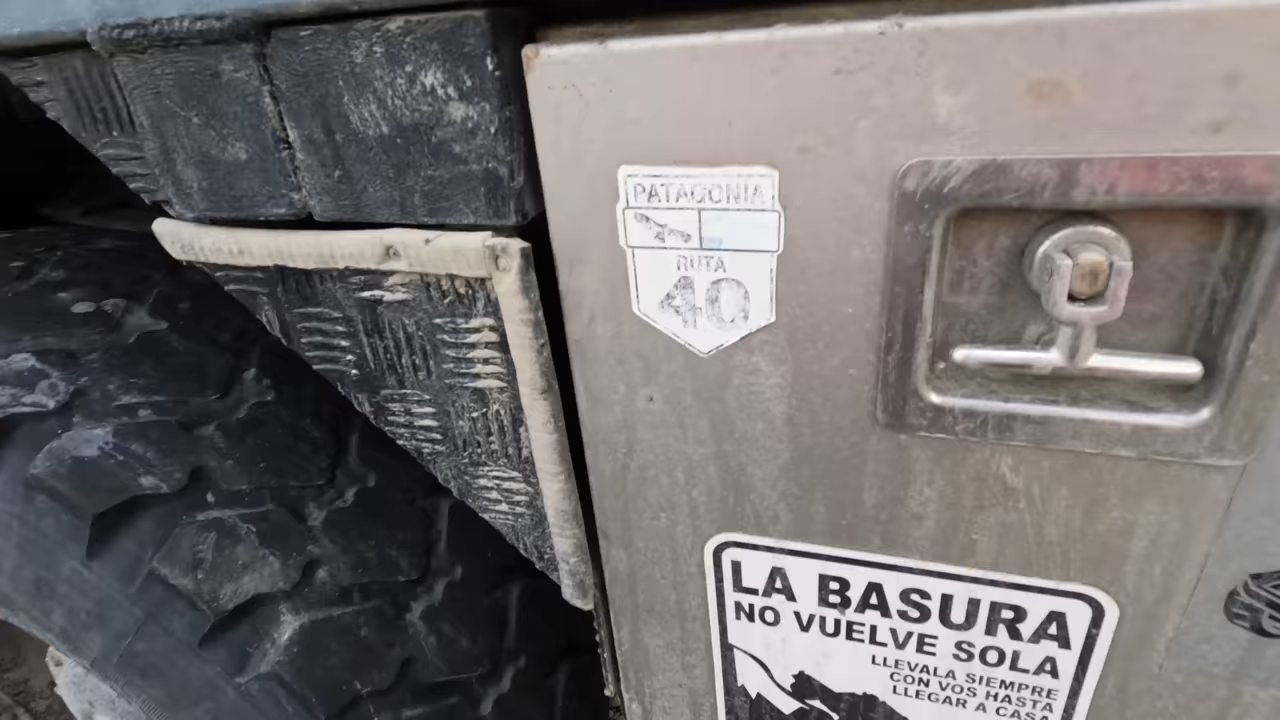 PATAGONIA
RUTA
40
LA BASURA
NO VUELVE SOLA
LLEVALA SIEMPRE
CON VOS HASTA
LLEGAR A CASA